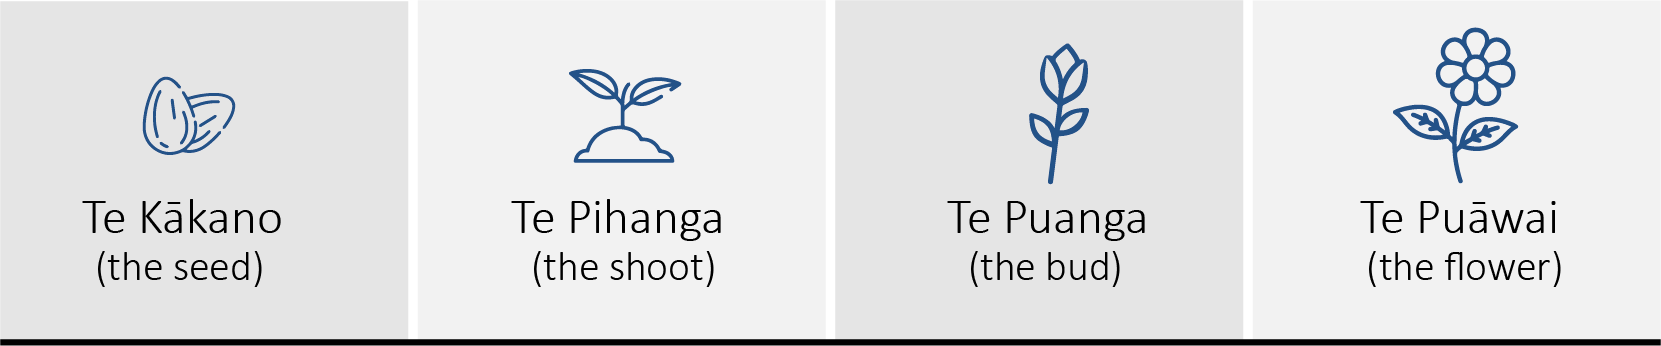 Te Kākano
(the seed)
Te Pihanga
(the shoot)
Te Puanga
(the bud)
Te Puāwai
(the flower)